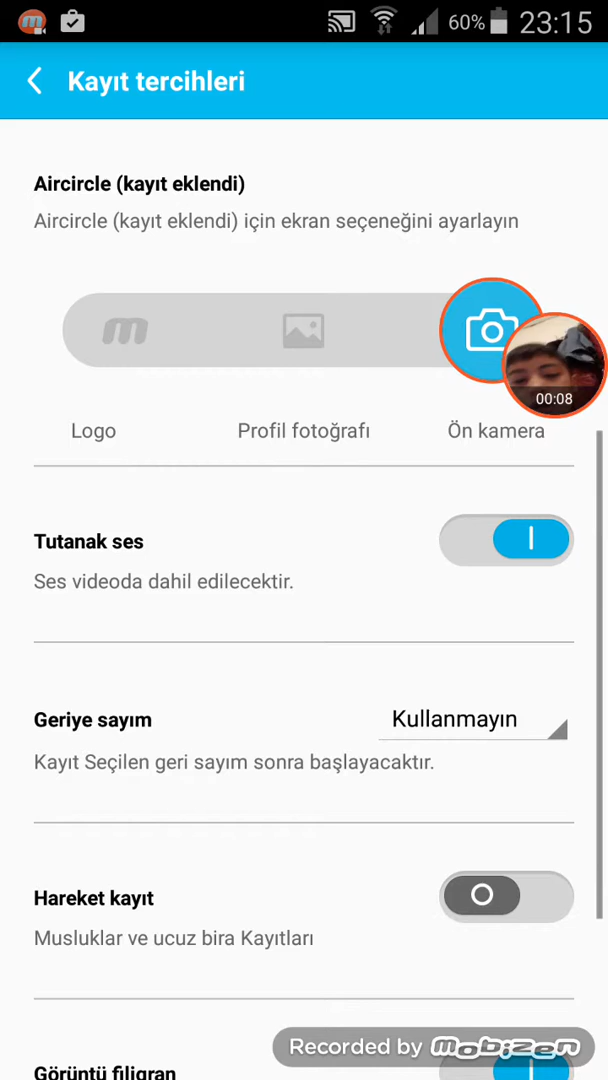 60% 23:15
Kayıt tercihleri
Aircircle (kayıt eklendi)
Aircircle (kayıt eklendi) için ekran seçeneğini ayarlayın
00:08
Logo Profil fotoğrafı Ön kamera
Tutanak ses
Ses videoda dahil edilecektir.
Geriye sayım
Kullanmayın
Kayıt Seçilen geri sayım sonra başlayacaktır.
Hareket kayıt
Musluklar ve ucuz bira Kayıtları
Recorded by mobizen
Görüntü filigran